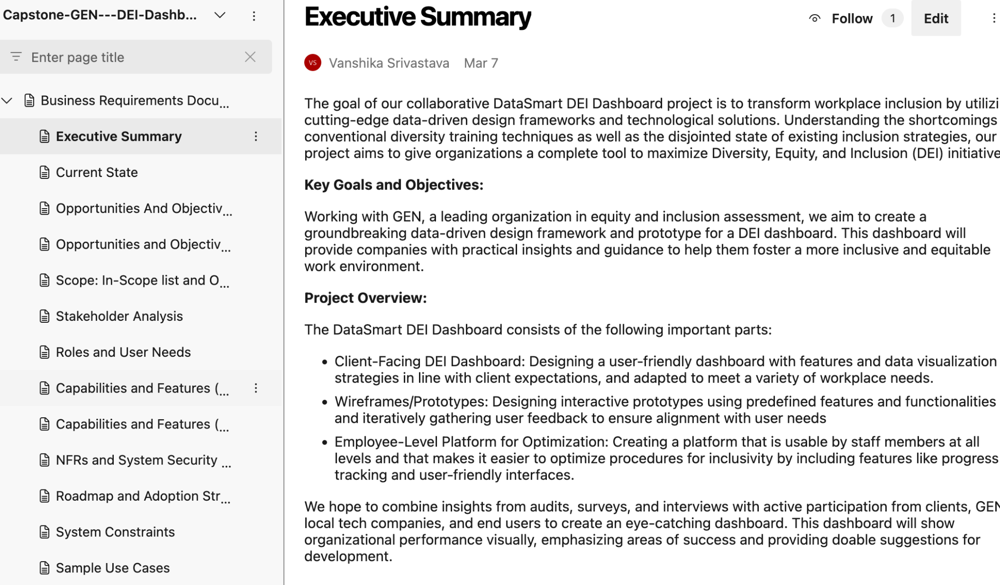 Capstone-GEN---DEI-Dashb...
Enter page title
Business Requirements Docu...
Executive Summary
Current State
Opportunities And Objectiv...
Opportunities and Objectiv...
Scope: In-Scope list and O...
Stakeholder Analysis
Roles and User Needs
Capabilities and Features (...
Capabilities and Features (...
NFRs and System Security ...
Roadmap and Adoption Str...
System Constraints
Sample Use Cases
Executive Summary
Follow 1 Edit
VS Vanshika Srivastava Mar 7
The goal of our collaborative DataSmart DEI Dashboard project is to transform workplace inclusion by utilizi
cutting-edge data-driven design frameworks and technological solutions. Understanding the shortcomings
conventional diversity training techniques as well as the disjointed state of existing inclusion strategies, our
project aims to give organizations a complete tool to maximize Diversity, Equity, and Inclusion (DEI) initiative
Key Goals and Objectives:
Working with GEN, a leading organization in equity and inclusion assessment, we aim to create a
groundbreaking data-driven design framework and prototype for a DEI dashboard. This dashboard will
provide companies with practical insights and guidance to help them foster a more inclusive and equitable
work environment.
Project Overview:
The DataSmart DEI Dashboard consists of the following important parts:
• Client-Facing DEI Dashboard: Designing a user-friendly dashboard with features and data visualization
strategies in line with client expectations, and adapted to meet a variety of workplace needs.
• Wireframes/Prototypes: Designing interactive prototypes using predefined features and functionalities
and iteratively gathering user feedback to ensure alignment with user needs
• Employee-Level Platform for Optimization: Creating a platform that is usable by staff members at all
levels and that makes it easier to optimize procedures for inclusivity by including features like progress
tracking and user-friendly interfaces.
We hope to combine insights from audits, surveys, and interviews with active participation from clients, GEN
local tech companies, and end users to create an eye-catching dashboard. This dashboard will show
organizational performance visually, emphasizing areas of success and providing doable suggestions for
development.